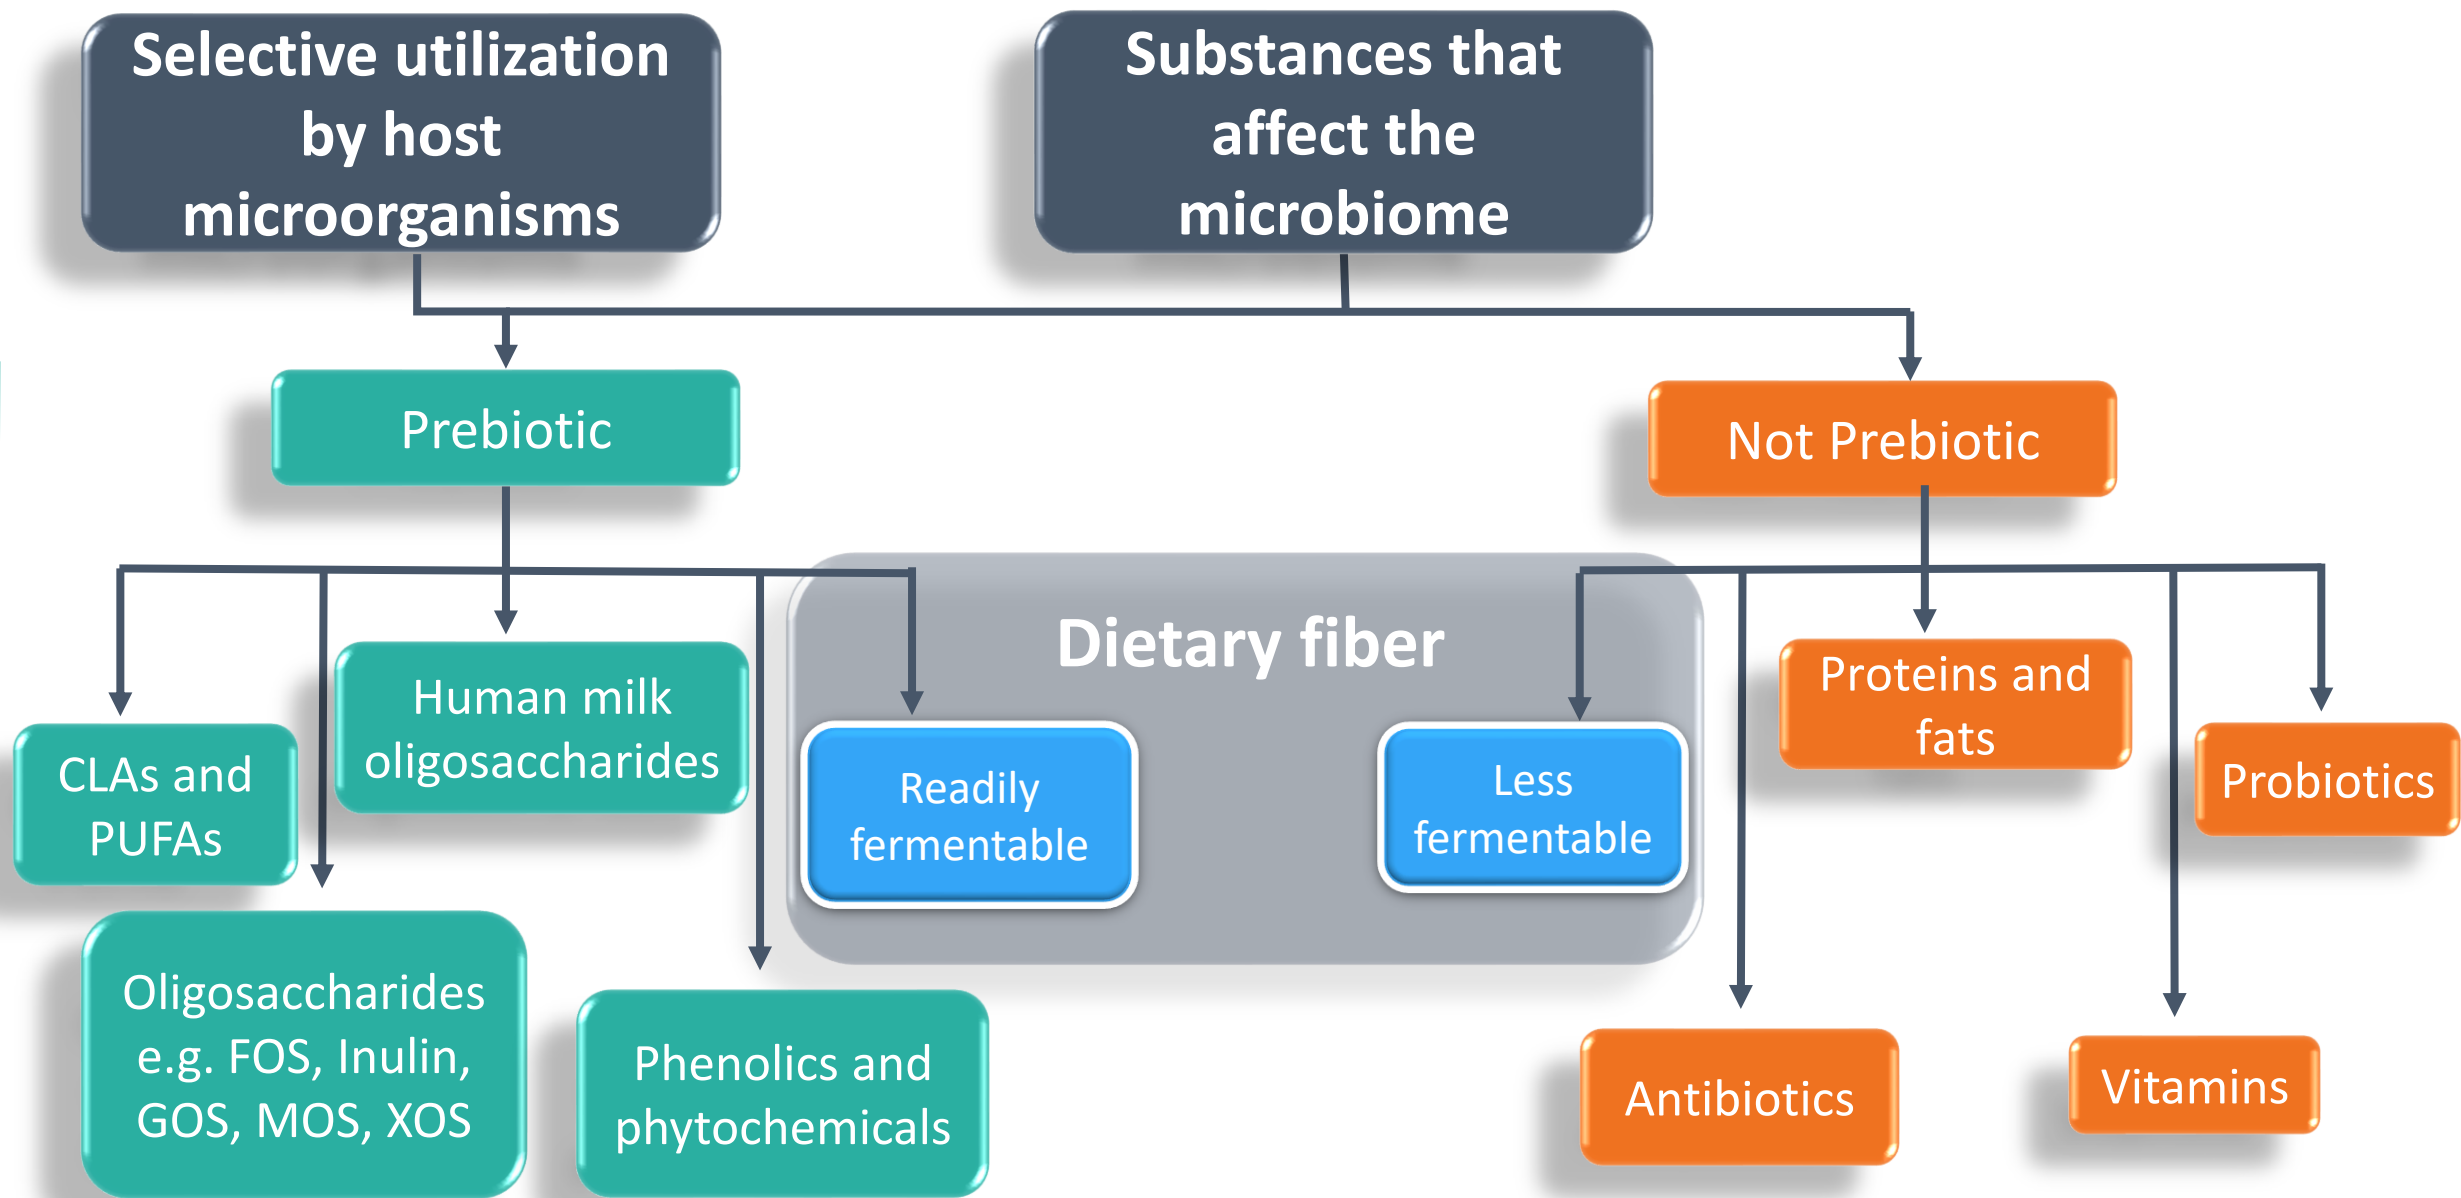 Selective utilization
by host
microorganisms
Substances that
affect the
microbiome
Prebiotic
Not Prebiotic
Dietary fiber
Human milk
oligosaccharides
Proteins and
fats
CLAs and
PUFAs
Readily
fermentable
Less
fermentable
Probiotics
Oligosaccharides
e.g. FOS, Inulin,
GOS, MOS, XOS
Phenolics and
phytochemicals
Antibiotics
Vitamins